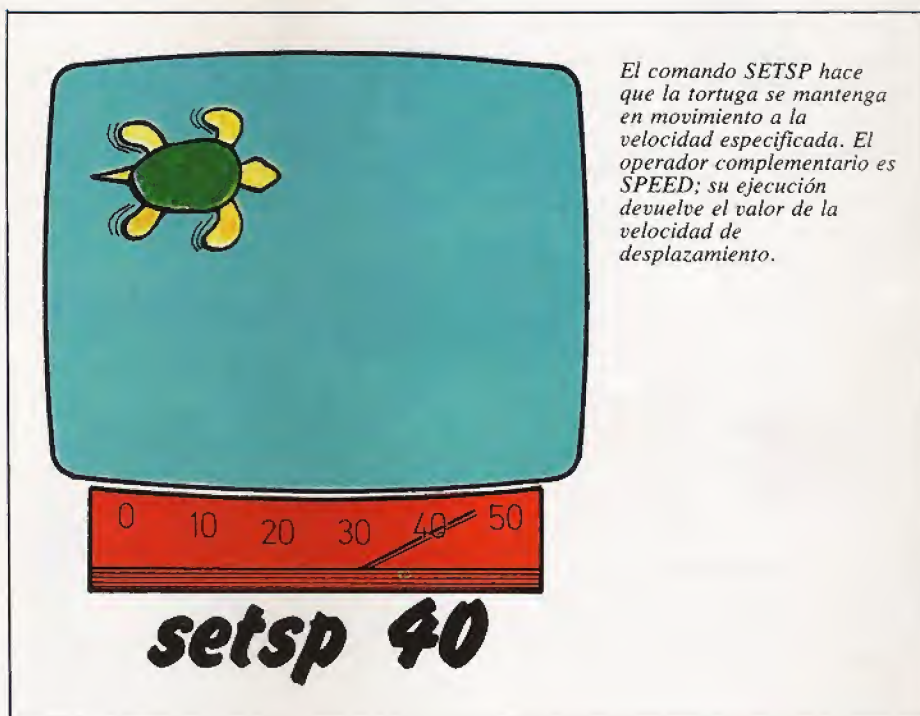 El comando SETSP hace
que la tortuga se mantenga
en movimiento a la
velocidad especificada. El
operador complementario es
SPEED; su ejecución
devuelve el valor de la
velocidad de
desplazamiento.
0 10 20 30 40 50
setsp 40